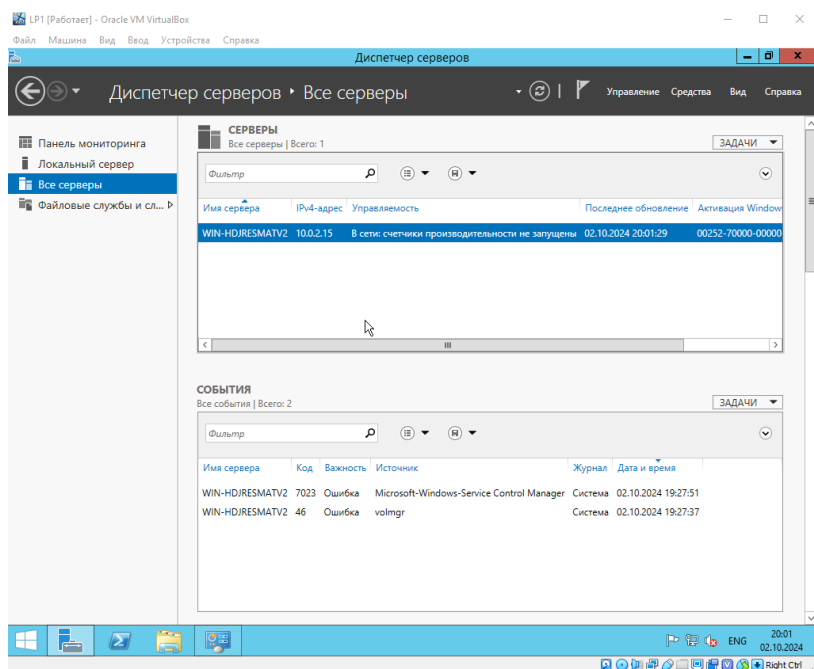 LP1 [Работает] - Oracle VM VirtualBox
Файл Машина Вид Ввод Устройства Справка
Диспетчер серверов
Диспетчер серверов • Все серверы
Управление Средства Вид Справка
Панель мониторинга
Локальный сервер
Все серверы
Файловые службы и сл...
СЕРВЕРЫ
Все серверы | Всего: 1
ЗАДАЧИ
Фильтр
Имя сервера IPv4-адрес Управляемость Последнее обновление Активация Window
WIN-HDJRESMATV2 10.0.2.15 В сети: счетчики производительности не запущены 02.10.2024 20:01:29 00252-70000-00000
СОБЫТИЯ
Все события | Всего: 2
ЗАДАЧИ
Фильтр
Имя сервера Код Важность Источник Журнал Дата и время
WIN-HDJRESMATV2 7023 Ошибка Microsoft-Windows-Service Control Manager Система 02.10.2024 19:27:51
WIN-HDJRESMATV2 46 Ошибка volmgr Система 02.10.2024 19:27:37
ENG
20:01
02.10.2024
Right Ctrl